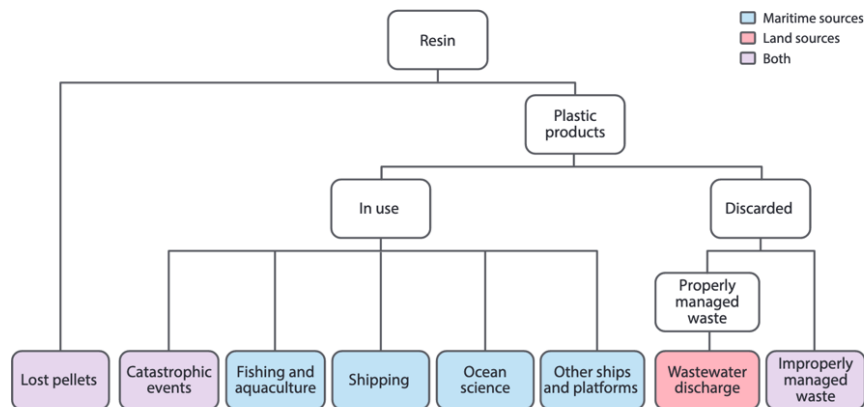 Resin
Maritime sources
Land sources
Both
Plastic
products
In use
Discarded
Properly
managed
waste
Lost pellets
Catastrophic
events
Fishing and
aquaculture
Shipping
Ocean
science
Other ships
and platforms
Wastewater
discharge
Improperly
managed
waste